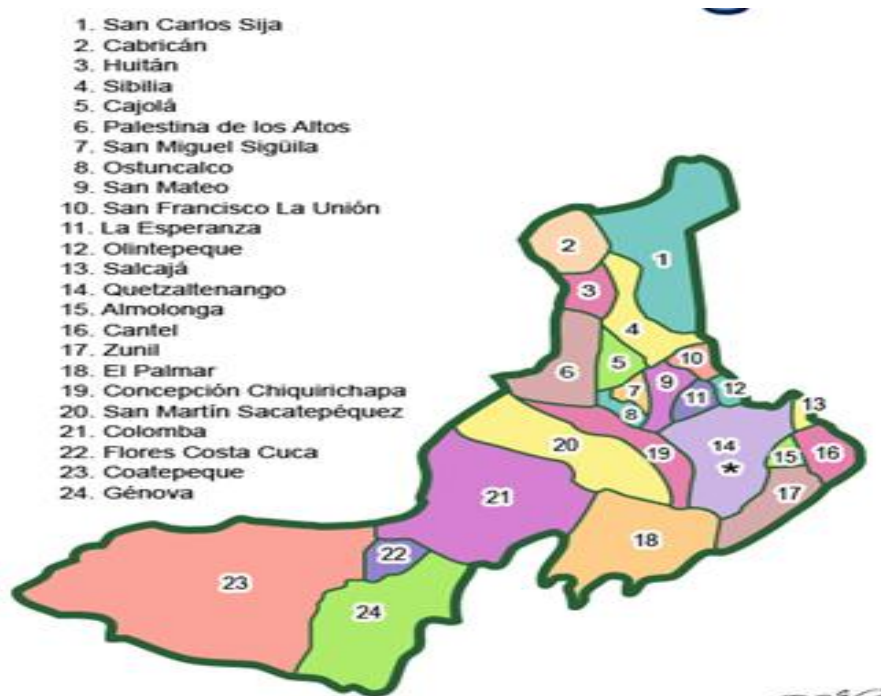 1. San Carlos Sija
2. Cabricán
3. Huitán
4. Sibilia
5. Cajolá
6. Palestina de los Altos
7. San Miguel Sigüila
8. Ostuncalco
9. San Mateo
10. San Francisco La Unión
11. La Esperanza
12. Olintepeque
13. Salcajá
14. Quetzaltenango
15. Almolonga
16. Cantel
17. Zunil
18. El Palmar
19. Concepción Chiquirichapa
20. San Martín Sacatepéquez
21. Colomba
22. Flores Costa Cuca
23. Coatepeque
24. Génova
2
1
3
4
5
10
6
7
9
11
12
8
13
20
19
14
*
15
16
21
17
18
22
23
24